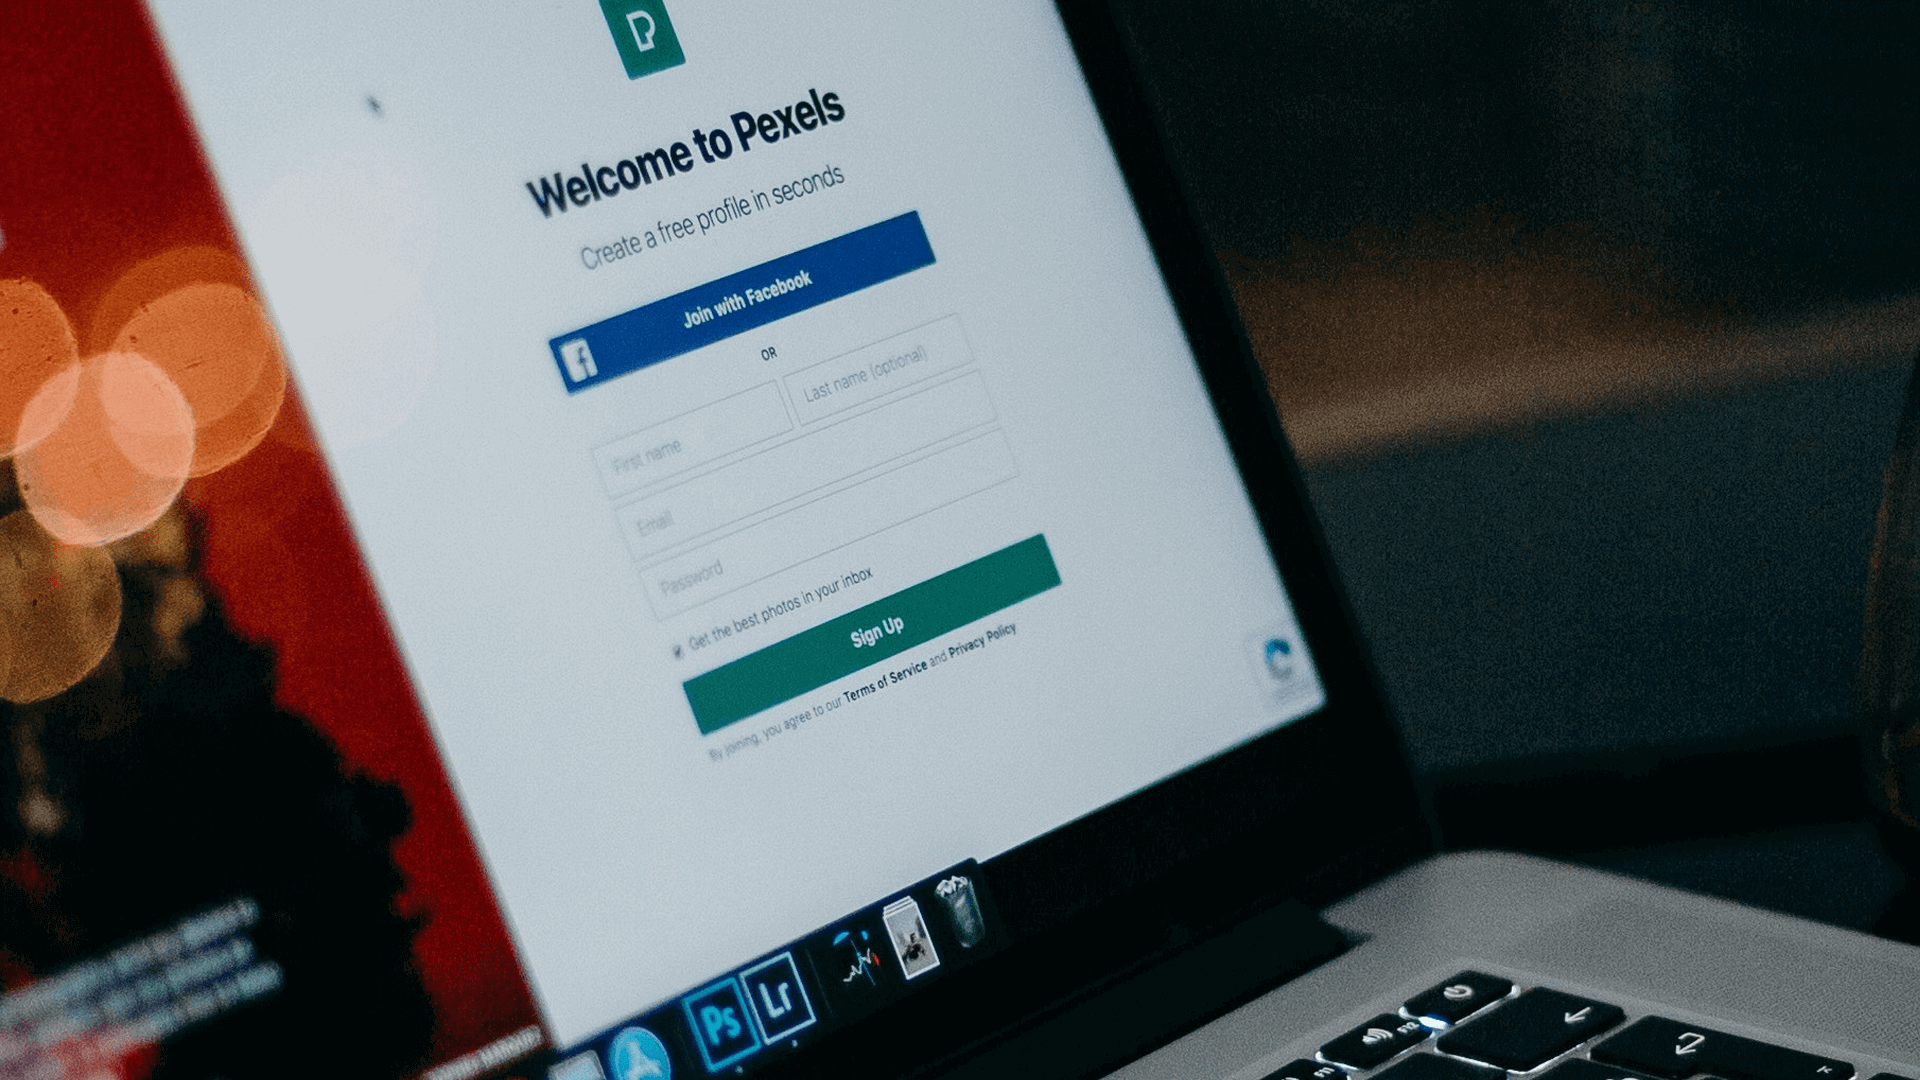 Welcome to Pexels
Create a free profile in seconds
Join with Facebook
OR
First name
Last name (optional)
Email
Password
Get the best photos in your inbox
Sign Up
By joining, you agree to our Terms of Service and Privacy Policy
Ps
Lr
F12
F11
K